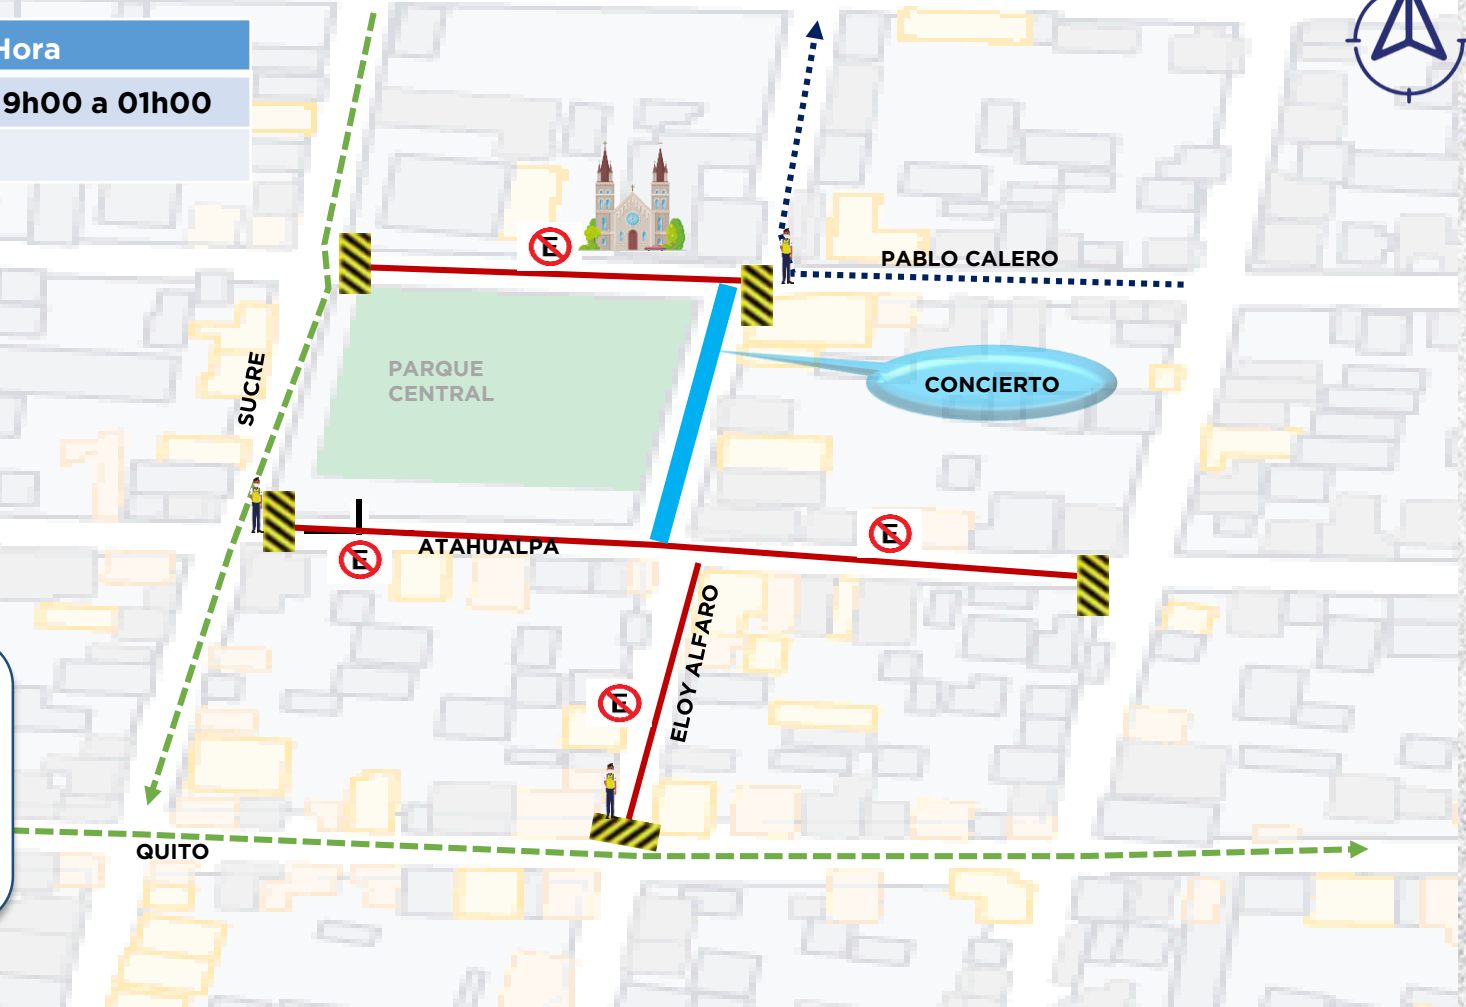 Hora
9h00 a 01h00
E
PABLO CALERO
PARQUE
CENTRAL
CONCIERTO
SUCRE
E
ATAHUALPA
E
ELOY ALFARO
E
QUITO